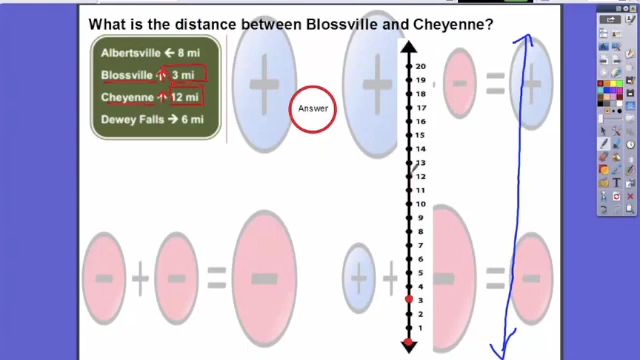 What is the distance between Blossville and Cheyenne?
Albertsville ← 8 mi
Blossville ↑ 3 mi
Cheyenne ↑ 12 mi
Dewey Falls → 6 mi
Answer
20
19
18
17
16
15
14
13
12
11
10
9
8
7
6
5
4
3
2
1
+ + - = +
- + - = -
+ + - = -